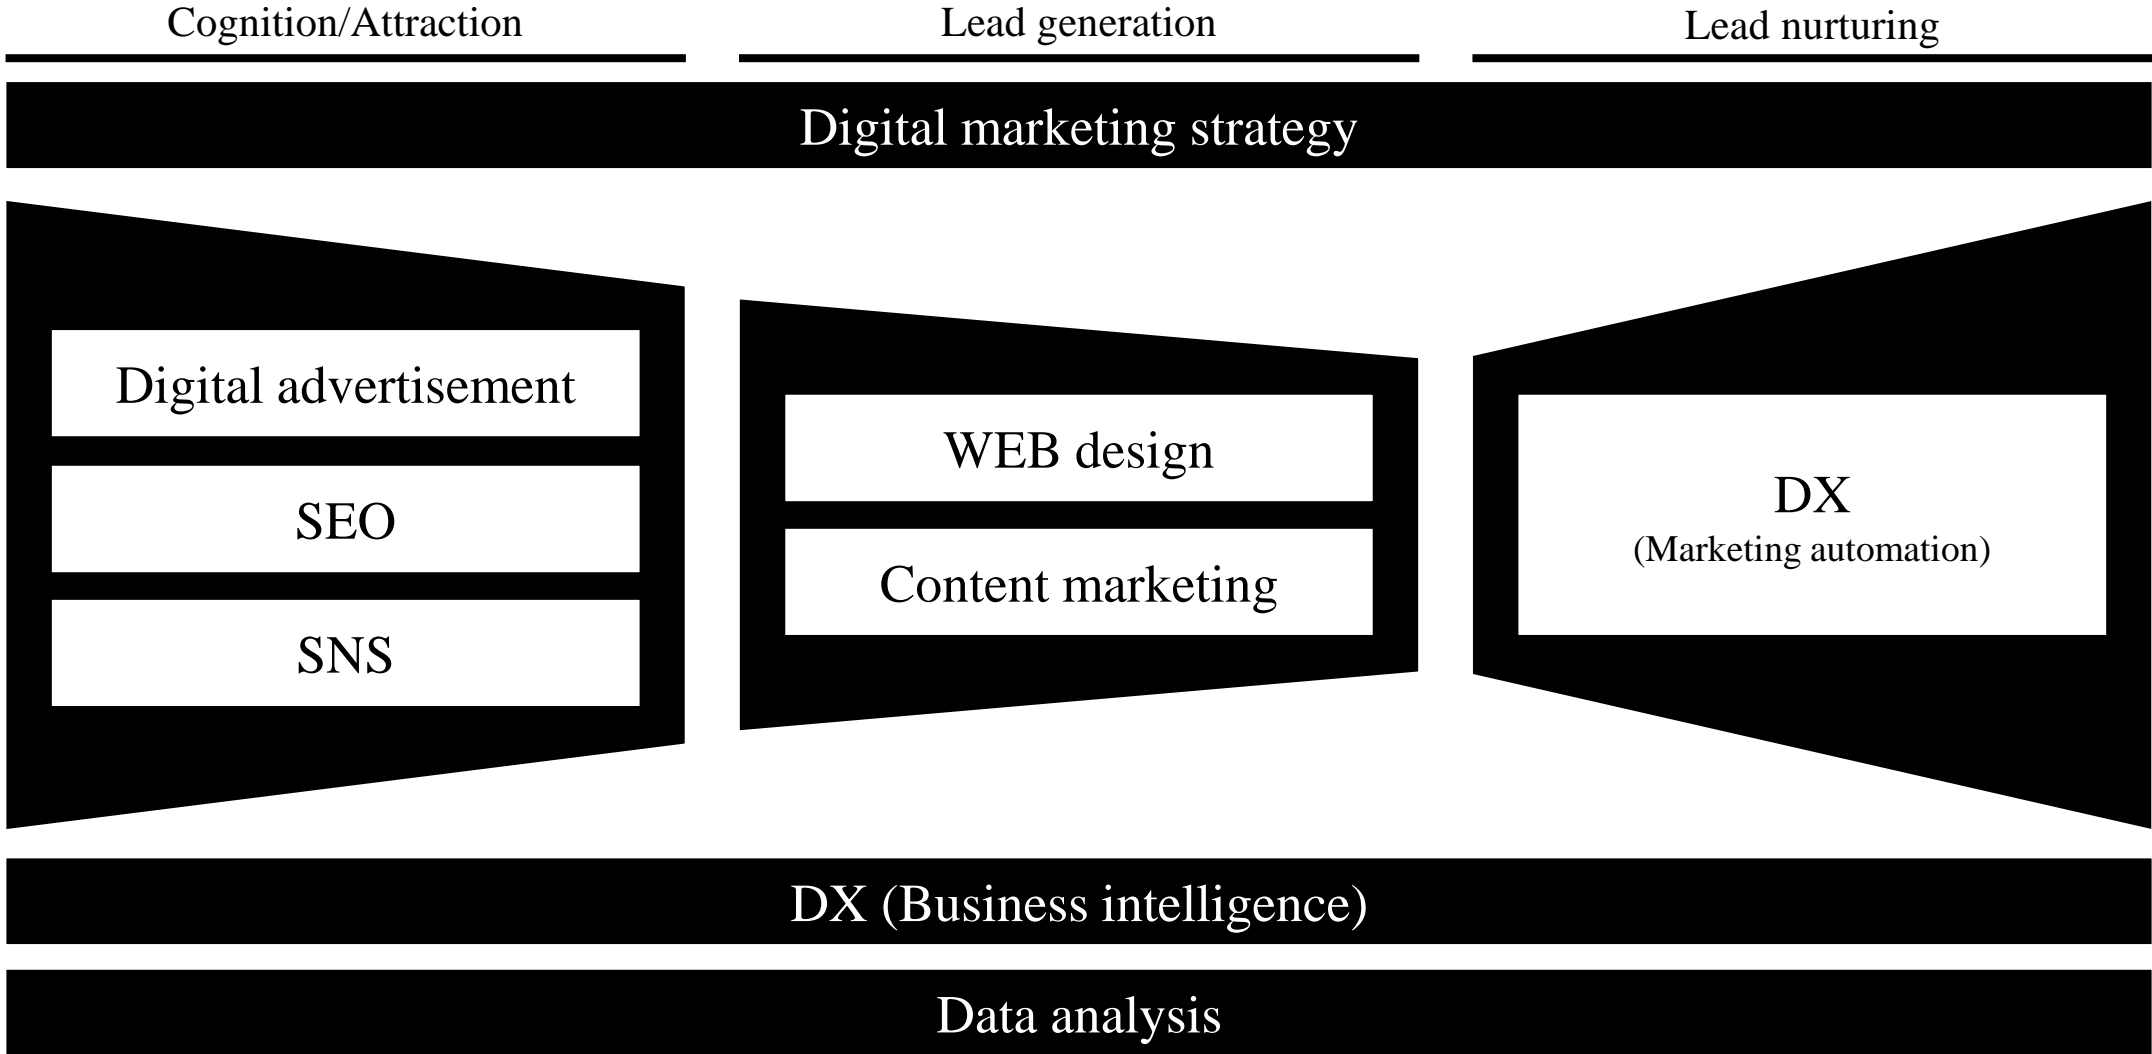 Cognition/Attraction
Lead generation
Lead nurturing
Digital marketing strategy
Digital advertisement
SEO
SNS
WEB design
Content marketing
DX
(Marketing automation)
DX (Business intelligence)
Data analysis